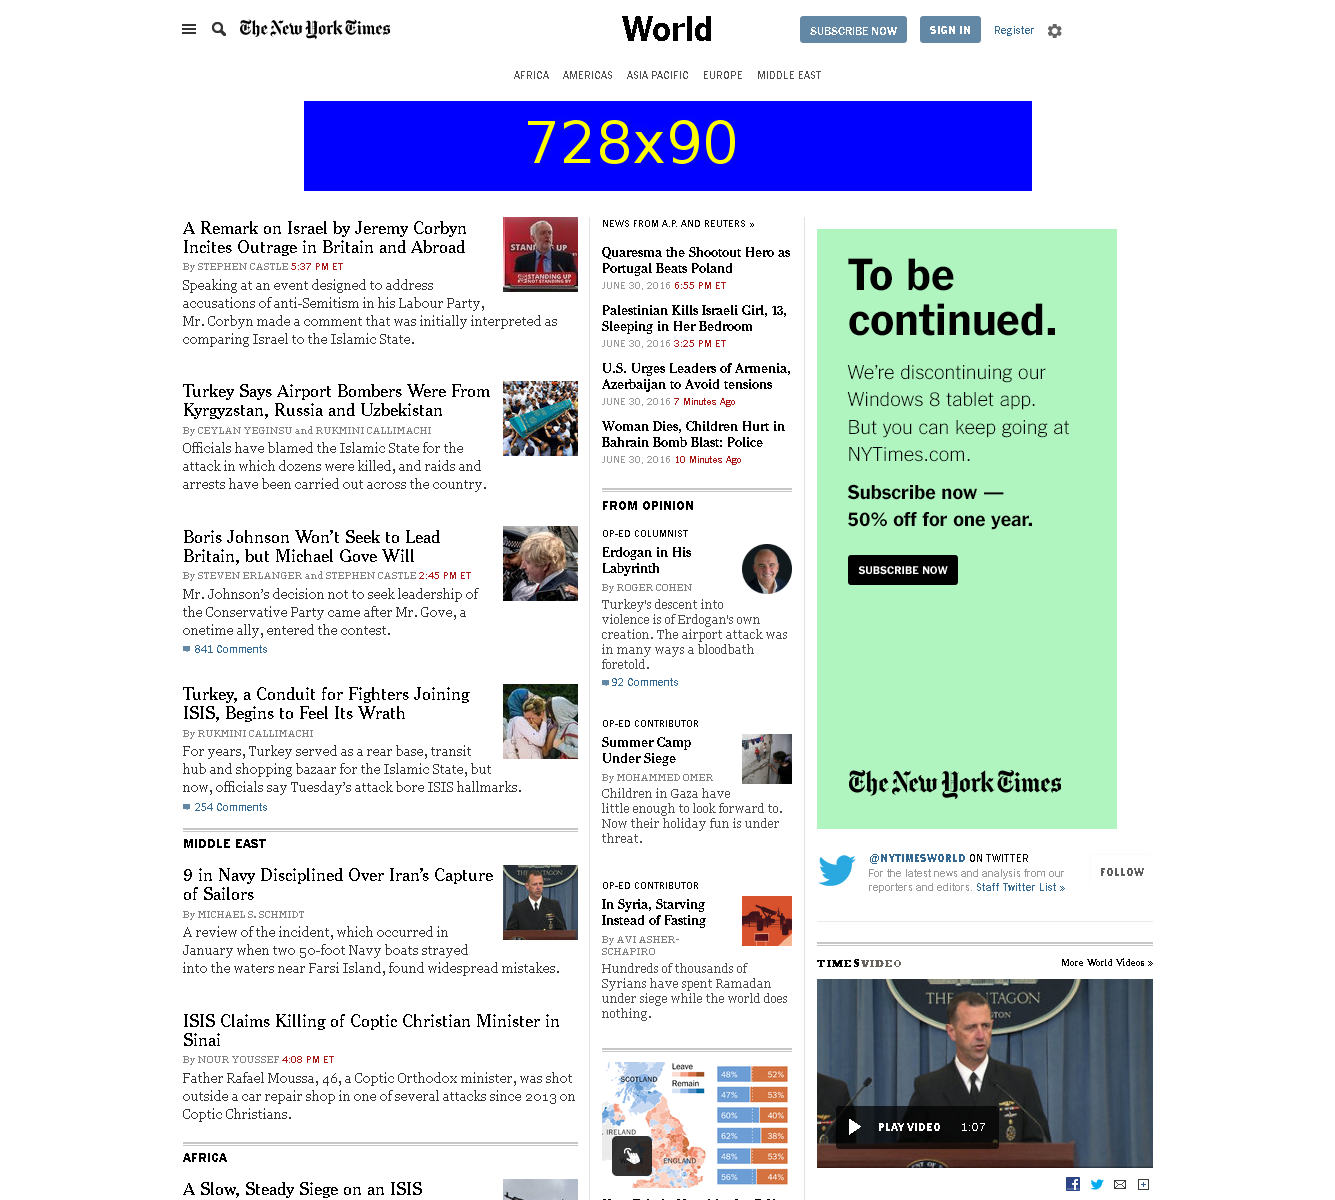 The New York Times
World
SUBSCRIBE NOW
SIGN IN
Register
AFRICA AMERICAS ASIA PACIFIC EUROPE MIDDLE EAST
728x90
A Remark on Israel by Jeremy Corbyn
Incites Outrage in Britain and Abroad
By STEPHEN CASTLE 5:37 PM ET
Speaking at an event designed to address
accusations of anti-Semitism in his Labour Party,
Mr. Corbyn made a comment that was initially interpreted as
comparing Israel to the Islamic State.
STANDING UP
NOT STANDING BY
Turkey Says Airport Bombers Were From
Kyrgyzstan, Russia and Uzbekistan
By CEYLAN YEGINSU and RUKMINI CALLIMACHI
Officials have blamed the Islamic State for the
attack in which dozens were killed, and raids and
arrests have been carried out across the country.
Boris Johnson Won't Seek to Lead
Britain, but Michael Gove Will
By STEVEN ERLANGER and STEPHEN CASTLE 2:45 PM ET
Mr. Johnson's decision not to seek leadership of
the Conservative Party came after Mr. Gove, a
onetime ally, entered the contest.
841 Comments
Turkey, a Conduit for Fighters Joining
ISIS, Begins to Feel Its Wrath
By RUKMINI CALLIMACHI
For years, Turkey served as a rear base, transit
hub and shopping bazaar for the Islamic State, but
now, officials say Tuesday's attack bore ISIS hallmarks.
254 Comments
MIDDLE EAST
9 in Navy Disciplined Over Iran's Capture
of Sailors
By MICHAEL S. SCHMIDT
A review of the incident, which occurred in
January when two 50-foot Navy boats strayed
into the waters near Farsi Island, found widespread mistakes.
ISIS Claims Killing of Coptic Christian Minister in
Sinai
By NOUR YOUSSEF 4:08 PM ET
Father Rafael Moussa, 46, a Coptic Orthodox minister, was shot
outside a car repair shop in one of several attacks since 2013 on
Coptic Christians.
AFRICA
A Slow, Steady Siege on an ISIS
NEWS FROM A.P. AND REUTERS »
Quaresma the Shootout Hero as
Portugal Beats Poland
JUNE 30, 2016 6:55 PM ET
Palestinian Kills Israeli Girl, 13,
Sleeping in Her Bedroom
JUNE 30, 2016 3:25 PM ET
U.S. Urges Leaders of Armenia,
Azerbaijan to Avoid tensions
JUNE 30, 2016 7 Minutes Ago
Woman Dies, Children Hurt in
Bahrain Bomb Blast: Police
JUNE 30, 2016 10 Minutes Ago
FROM OPINION
OP-ED COLUMNIST
Erdogan in His
Labyrinth
By ROGER COHEN
Turkey's descent into
violence is of Erdogan's own
creation. The airport attack was
in many ways a bloodbath
foretold.
92 Comments
OP-ED CONTRIBUTOR
Summer Camp
Under Siege
By MOHAMMED OMER
Children in Gaza have
little enough to look forward to.
Now their holiday fun is under
threat.
OP-ED CONTRIBUTOR
In Syria, Starving
Instead of Fasting
By AVI ASHER-
SCHAPIRO
Hundreds of thousands of
Syrians have spent Ramadan
under siege while the world does
nothing.
Leave
Remain
SCOTLAND
IRELAND
ENGLAND
48% 52%
47% 53%
60% 40%
62% 38%
48% 53%
56% 44%
To be
continued.
We're discontinuing our
Windows 8 tablet app.
But you can keep going at
NYTimes.com.
Subscribe now —
50% off for one year.
SUBSCRIBE NOW
The New York Times
@NYTIMESWORLD ON TWITTER
For the latest news and analysis from our
reporters and editors. Staff Twitter List »
FOLLOW
TIMESVIDEO
More World Videos »
THE PENTAGON
PLAY VIDEO 1:07